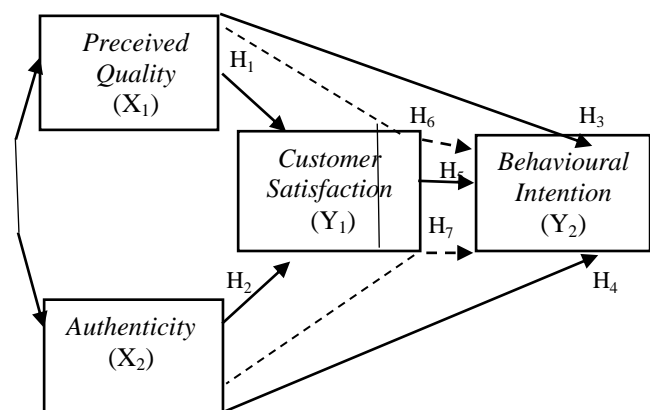 Preceived
Quality
(X₁)
H₁
H₆
H₃
Customer
Satisfaction
(Y₁)
H₅
Behavioural
Intention
(Y₂)
H₇
H₂
H₄
Authenticity
(X₂)